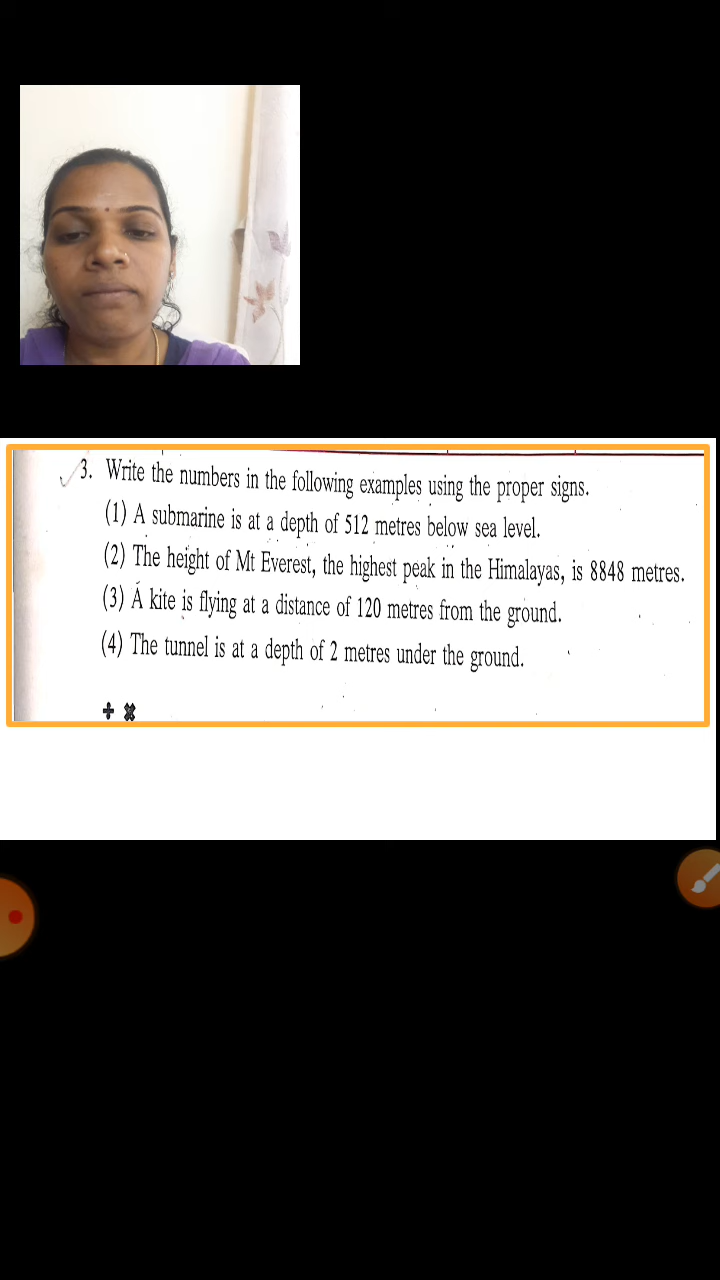 3. Write the numbers in the following examples using the proper signs.
(1) A submarine is at a depth of 512 metres below sea level.
(2) The height of Mt Everest, the highest peak in the Himalayas, is 8848 metres.
(3) A kite is flying at a distance of 120 metres from the ground.
(4) The tunnel is at a depth of 2 metres under the ground.